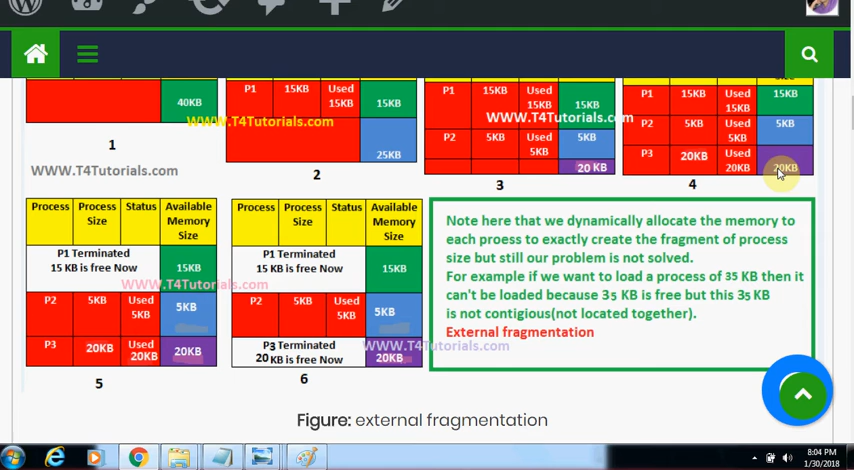 Size
40KB
P1 15KB Used 15KB 15KB
25KB
P1 15KB Used 15KB 15KB
P2 5KB Used 5KB 5KB
20 KB
P1 15KB Used 15KB 15KB
P2 5KB Used 5KB 5KB
P3 20KB Used 20KB 20KB
WWW.T4Tutorials.com
WWW.T4Tutorials.com
WWW.T4Tutorials.com
1
2
3
4
Process Process Size Status Available Memory Size
P1 Terminated
15 KB is free Now
15KB
WWW.T4Tutorials.com
P2 5KB Used 5KB 5KB
P3 20KB Used 20KB 20KB
5
Process Process Size Status Available Memory Size
P1 Terminated
15 KB is free Now
15KB
P2 5KB Used 5KB 5KB
P3 Terminated
20 KB is free Now
20KB
6
Note here that we dynamically allocate the memory to
each proess to exactly create the fragment of process
size but still our problem is not solved.
For example if we want to load a process of 35 KB then it
can't be loaded because 35 KB is free but this 35 KB
is not contigious(not located together).
External fragmentation
WWW.T4Tutorials.com
Figure: external fragmentation
8:04 PM
1/30/2018